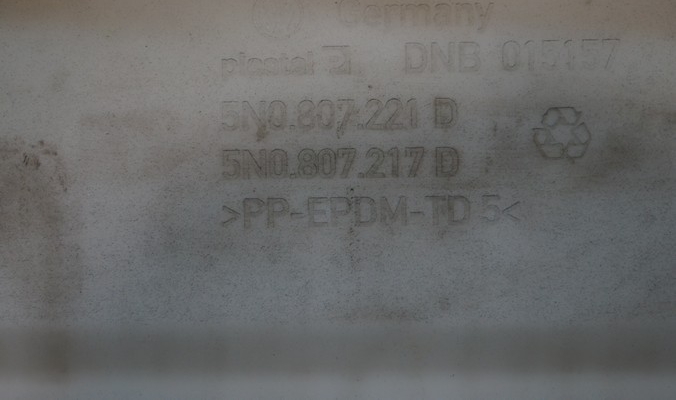 Germany
plastal DNB 015157
5N0.807.221 D
5N0.807.217 D
>PP-EPDM-TD 5<